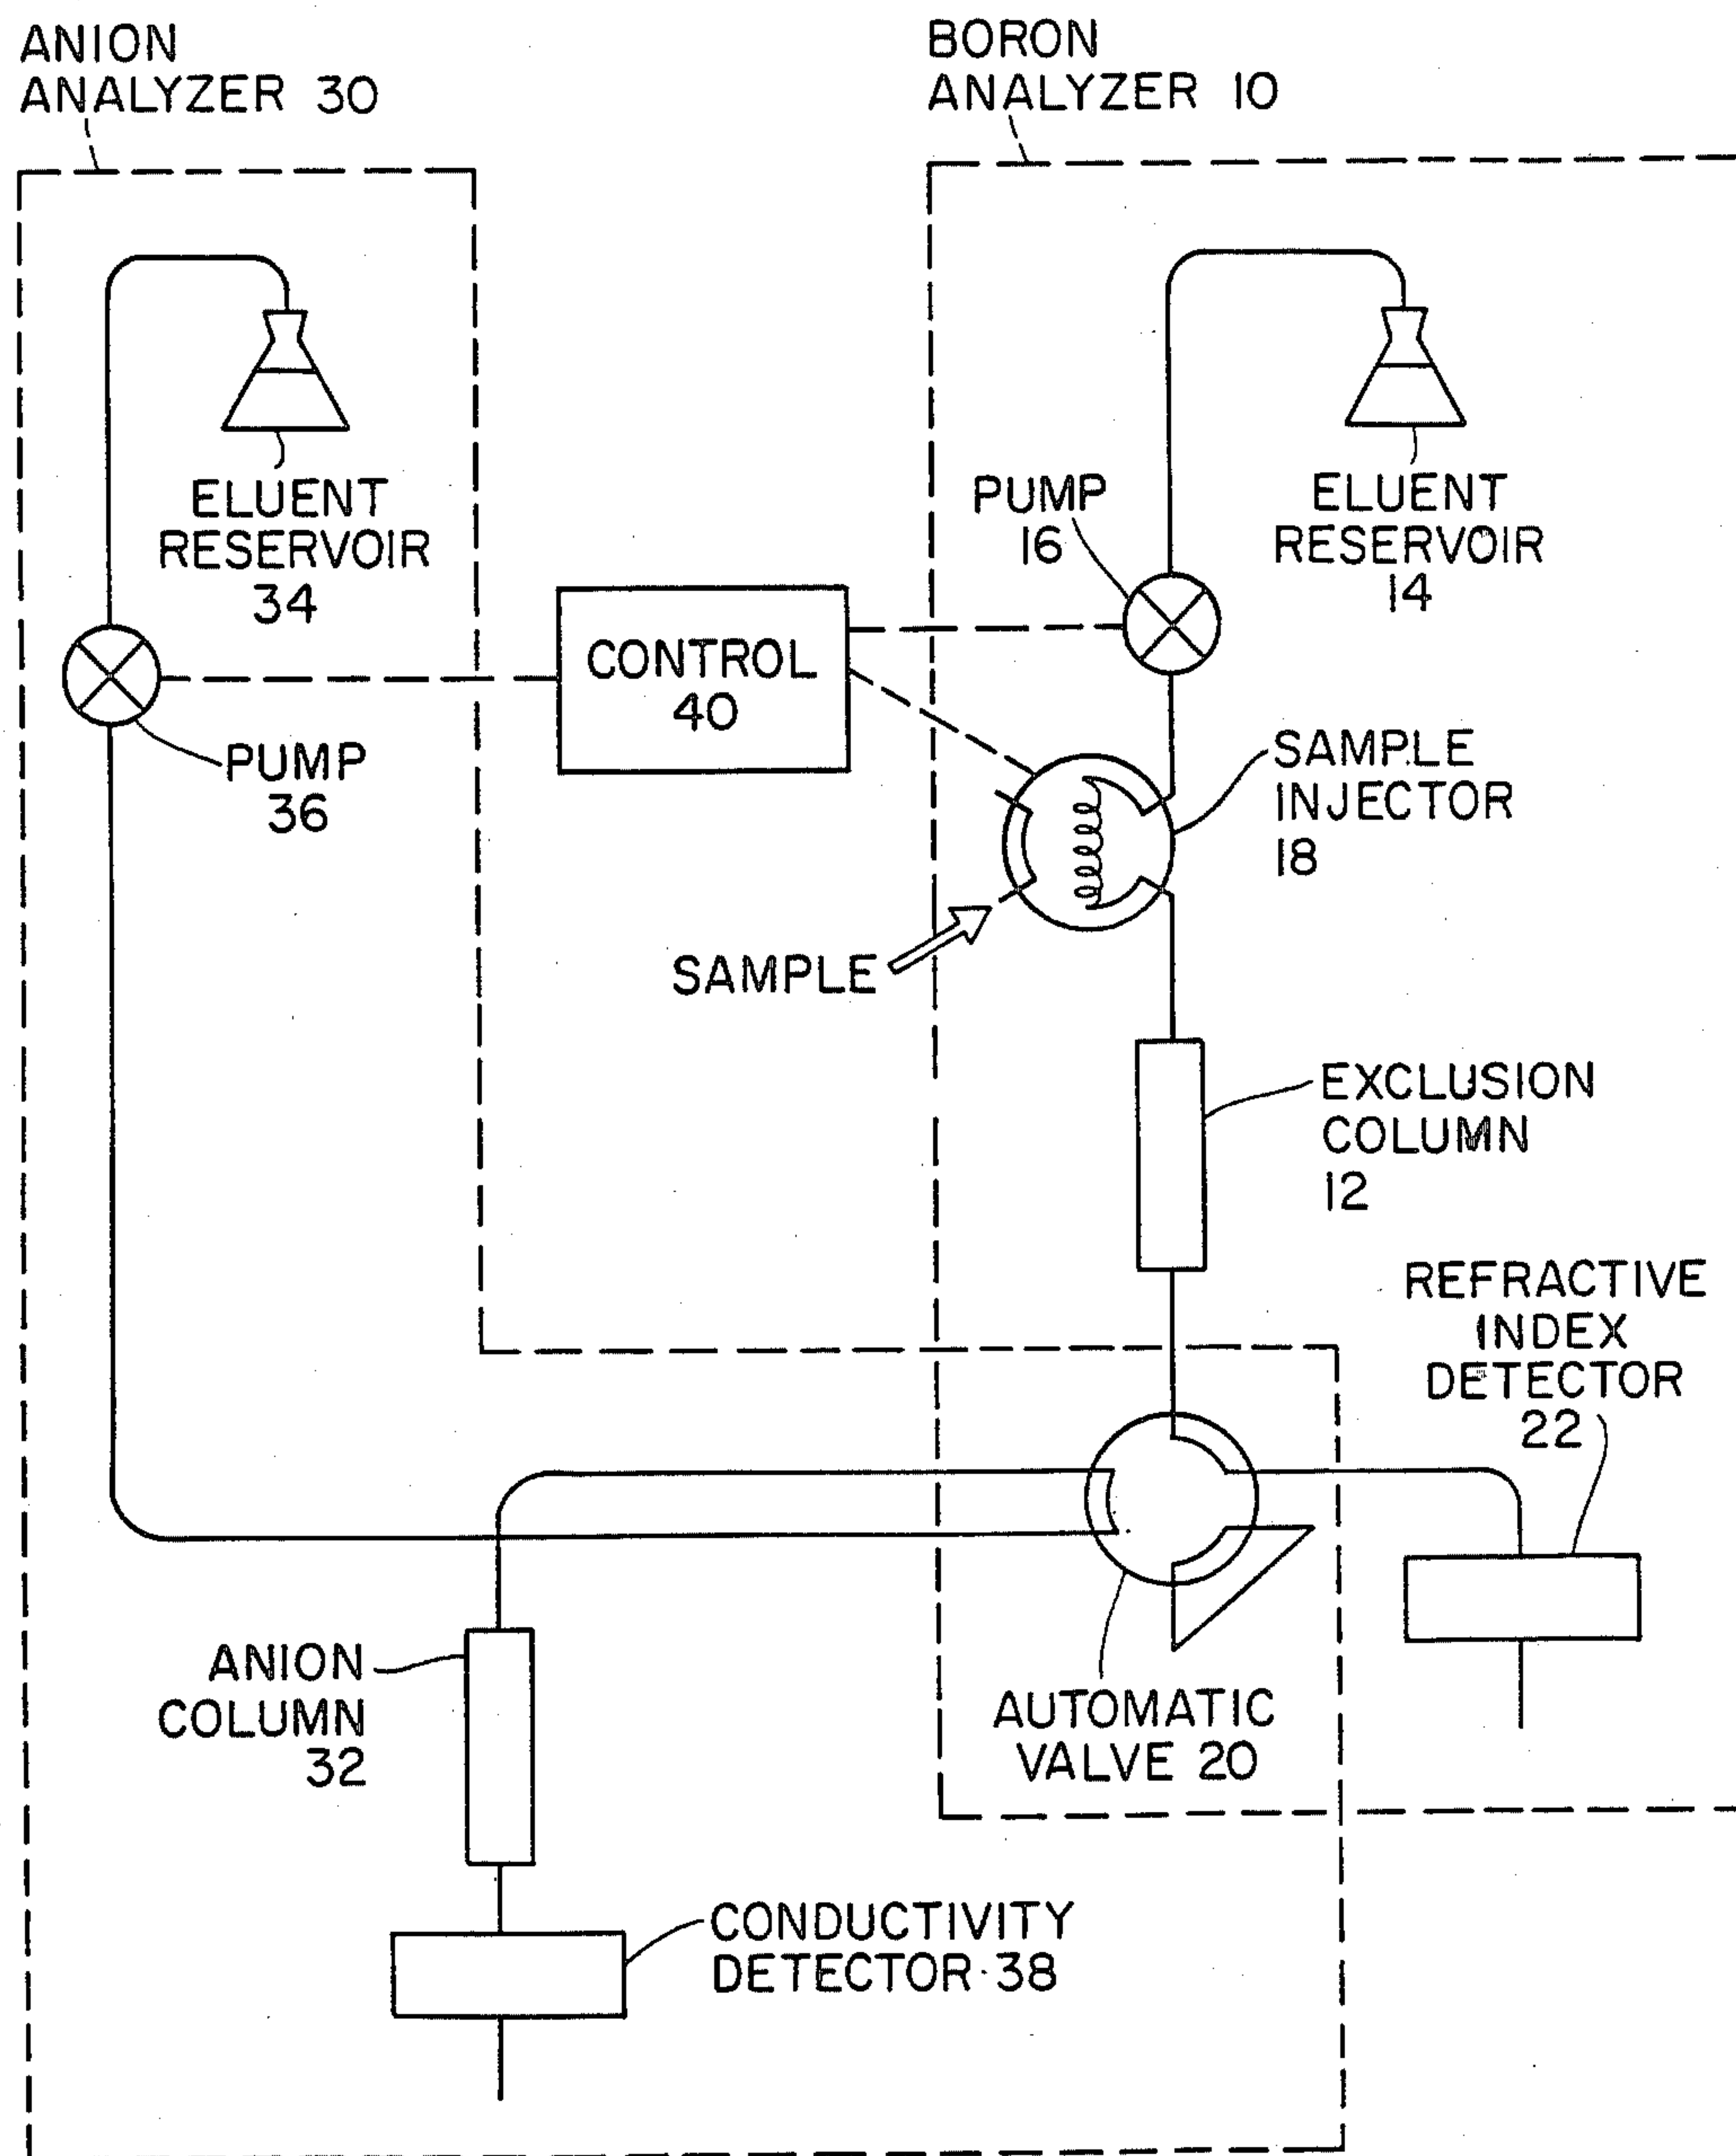 ANION
ANALYZER 30
BORON
ANALYZER 10
ELUENT
RESERVOIR
34
PUMP
16
ELUENT
RESERVOIR
14
CONTROL
40
PUMP
36
SAMPLE
INJECTOR
18
SAMPLE
EXCLUSION
COLUMN
12
REFRACTIVE
INDEX
DETECTOR
22
ANION
COLUMN
32
AUTOMATIC
VALVE 20
CONDUCTIVITY
DETECTOR 38